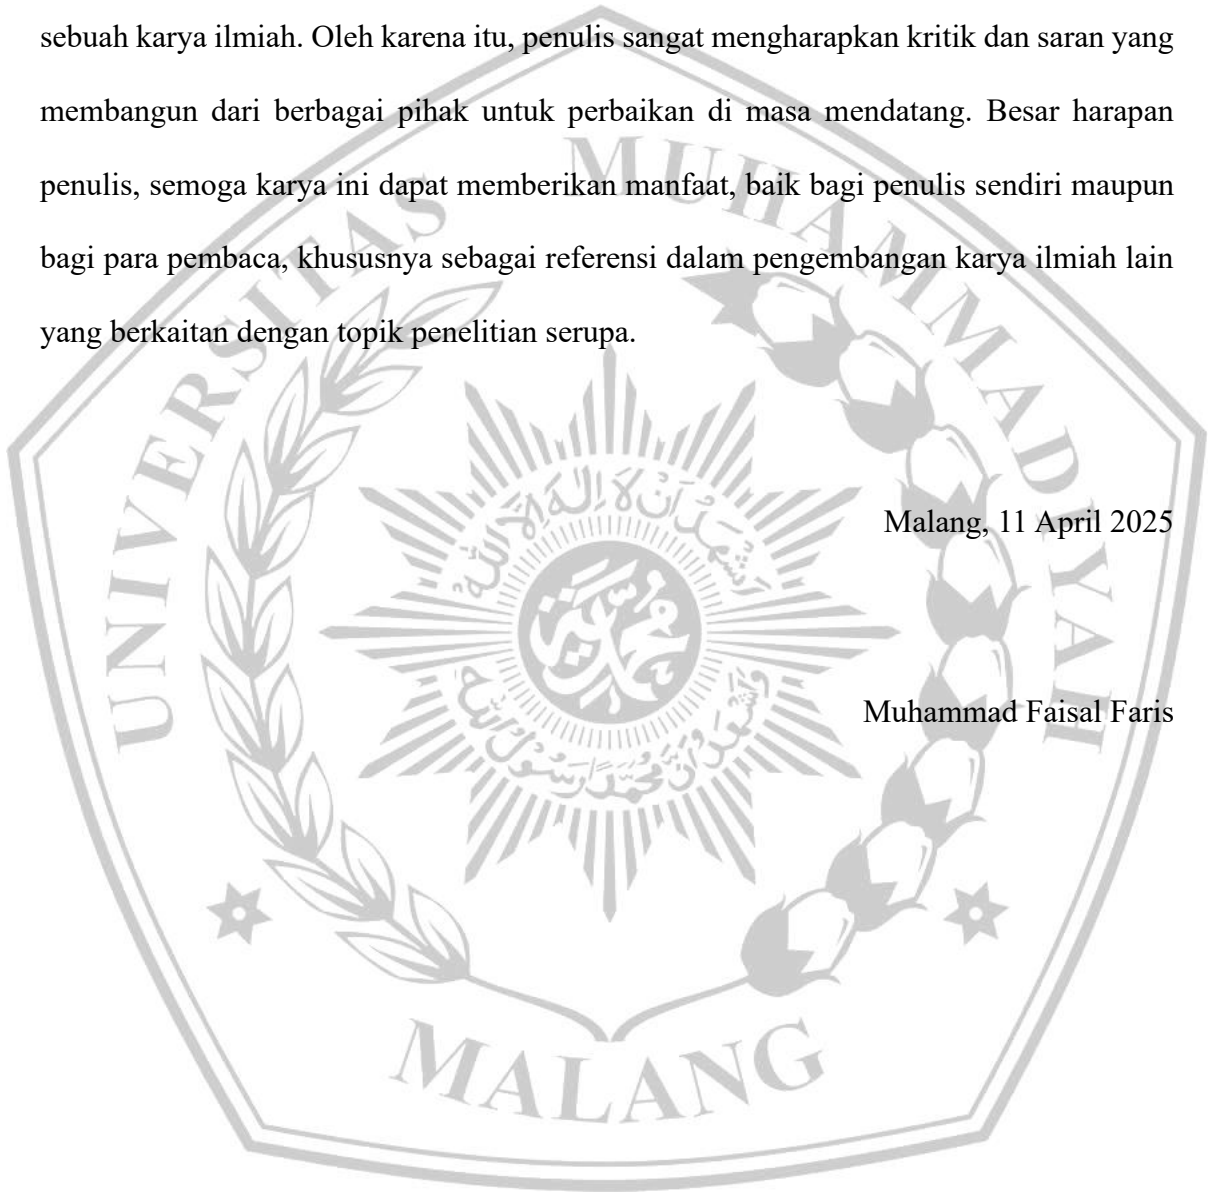 sebuah karya ilmiah. Oleh karena itu, penulis sangat mengharapkan kritik dan saran yang
membangun dari berbagai pihak untuk perbaikan di masa mendatang. Besar harapan
penulis, semoga karya ini dapat memberikan manfaat, baik bagi penulis sendiri maupun
bagi para pembaca, khususnya sebagai referensi dalam pengembangan karya ilmiah lain
yang berkaitan dengan topik penelitian serupa.
Malang, 11 April 2025
Muhammad Faisal Faris
UNIVERSITAS MUHAMMADIYAH
MALANG